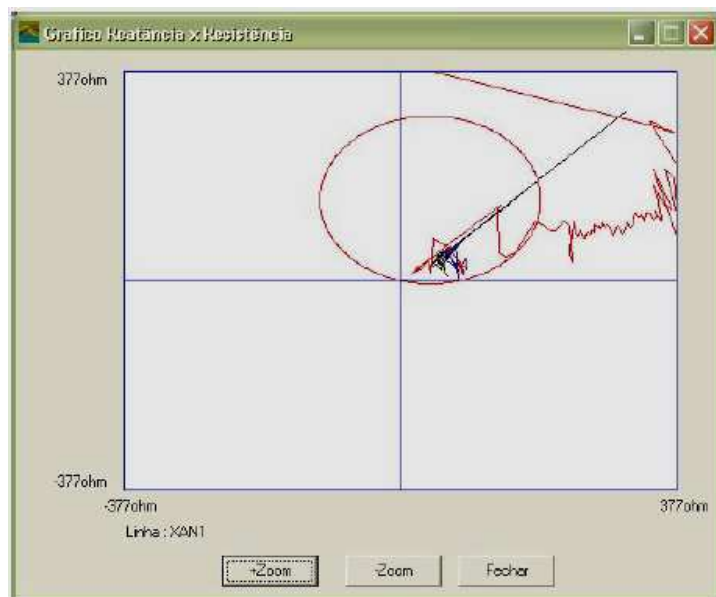 Grafico Reatância x Resistência
377ohm
-377ohm
-377ohm
377ohm
Linha : XAN1
+Zoom
-Zoom
Fechar